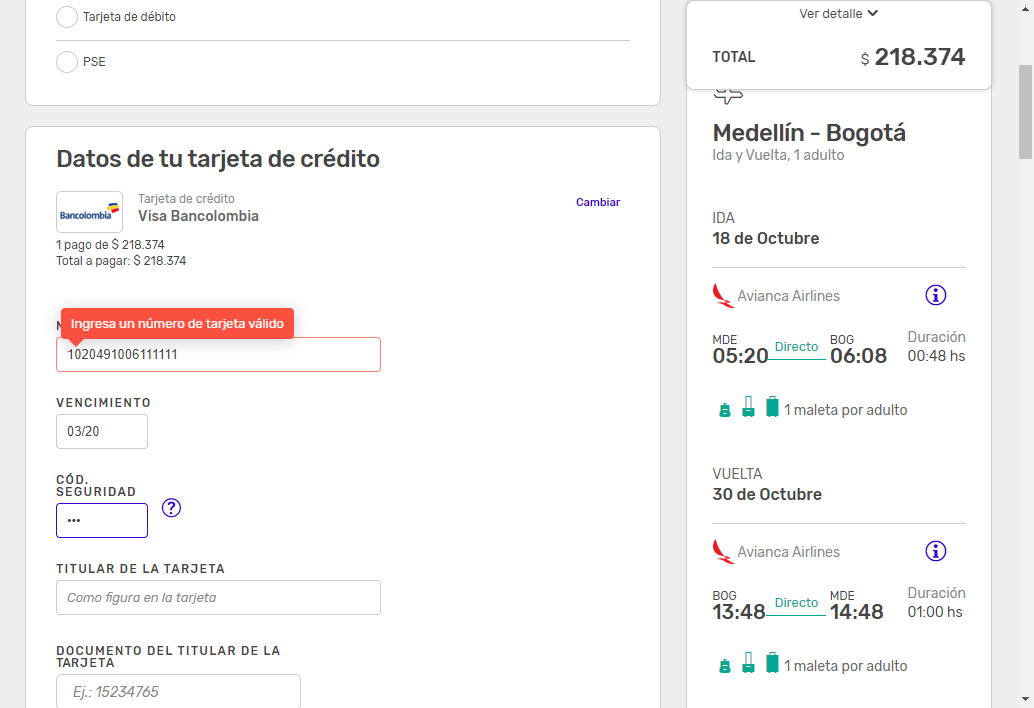 Tarjeta de débito
PSE
Datos de tu tarjeta de crédito
Bancolombia
Tarjeta de crédito
Visa Bancolombia
Cambiar
1 pago de $ 218.374
Total a pagar: $ 218.374
Ingresa un número de tarjeta válido
1020491006111111
VENCIMIENTO
03/20
CÓD.
SEGURIDAD
•••
?
TITULAR DE LA TARJETA
Como figura en la tarjeta
DOCUMENTO DEL TITULAR DE LA
TARJETA
Ej.: 15234765
Ver detalle
TOTAL $ 218.374
Medellín - Bogotá
Ida y Vuelta, 1 adulto
IDA
18 de Octubre
Avianca Airlines
MDE Directo BOG Duración
05:20 06:08 00:48 hs
1 maleta por adulto
VUELTA
30 de Octubre
Avianca Airlines
BOG Directo MDE Duración
13:48 14:48 01:00 hs
1 maleta por adulto